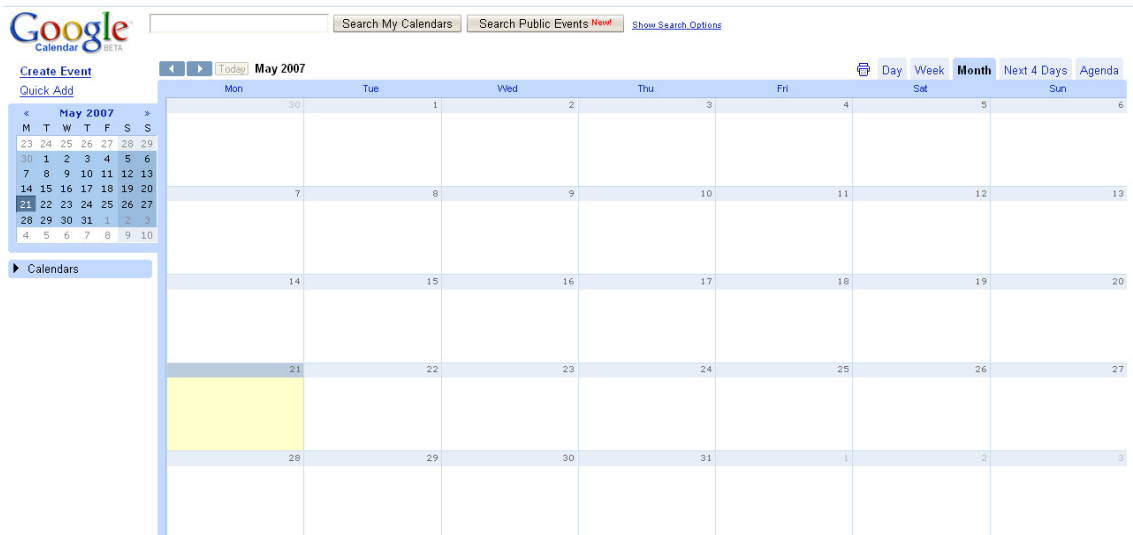 Google
Calendar BETA
Search My Calendars Search Public Events New! Show Search Options
Create Event
Quick Add
Today May 2007 Day Week Month Next 4 Days Agenda
« May 2007 »
M T W T F S S
23 24 25 26 27 28 29
30 1 2 3 4 5 6
7 8 9 10 11 12 13
14 15 16 17 18 19 20
21 22 23 24 25 26 27
28 29 30 31 1 2 3
4 5 6 7 8 9 10
Calendars
Mon Tue Wed Thu Fri Sat Sun
30 1 2 3 4 5 6
7 8 9 10 11 12 13
14 15 16 17 18 19 20
21 22 23 24 25 26 27
28 29 30 31 1 2 3